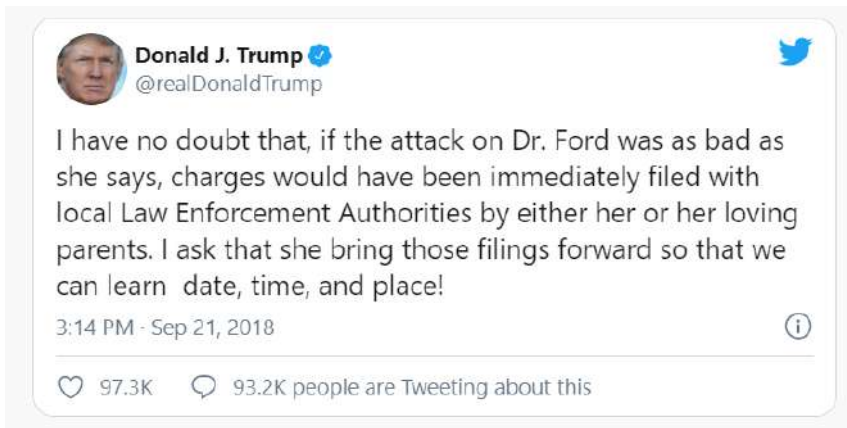 Donald J. Trump
@realDonaldTrump
I have no doubt that, if the attack on Dr. Ford was as bad as
she says, charges would have been immediately filed with
local Law Enforcement Authorities by either her or her loving
parents. I ask that she bring those filings forward so that we
can learn  date, time, and place!
3:14 PM · Sep 21, 2018
97.3K 93.2K people are Tweeting about this